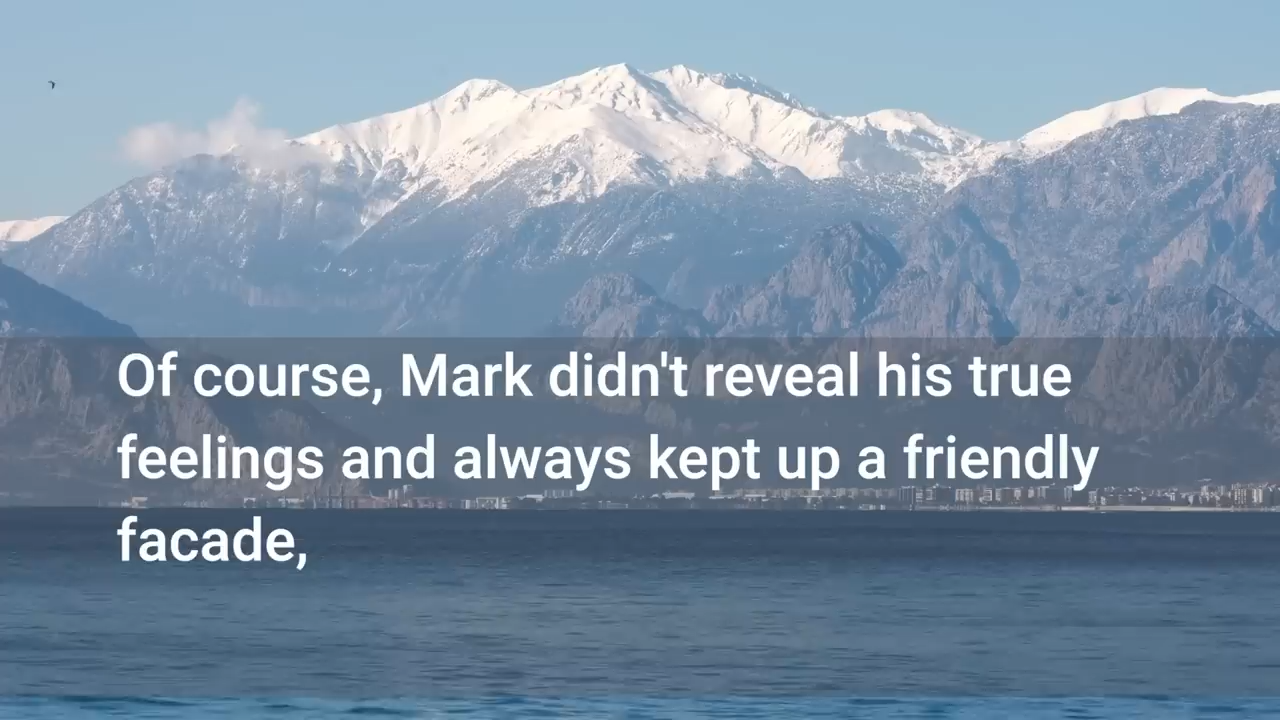 Of course, Mark didn't reveal his true
feelings and always kept up a friendly
facade,